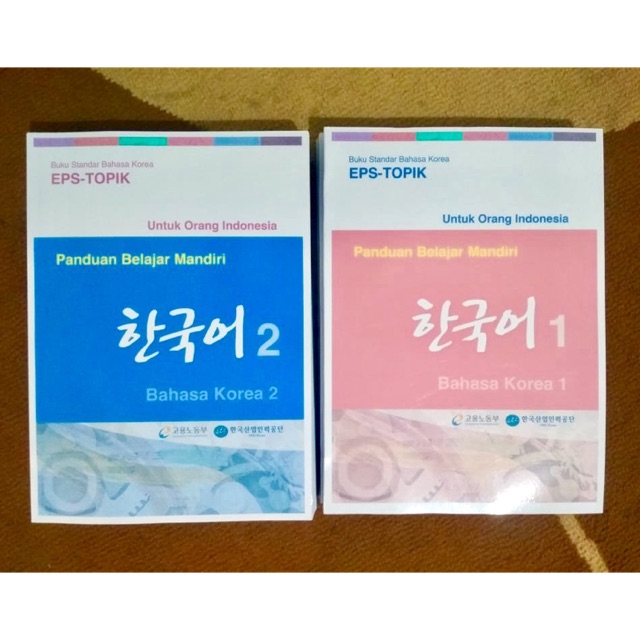 Buku Standar Bahasa Korea
EPS-TOPIK
Untuk Orang Indonesia
Panduan Belajar Mandiri
한국어 2
Bahasa Korea 2
고용노동부 한국산업인력공단
Buku Standar Bahasa Korea
EPS-TOPIK
Untuk Orang Indonesia
Panduan Belajar Mandiri
한국어 1
Bahasa Korea 1
고용노동부 한국산업인력공단